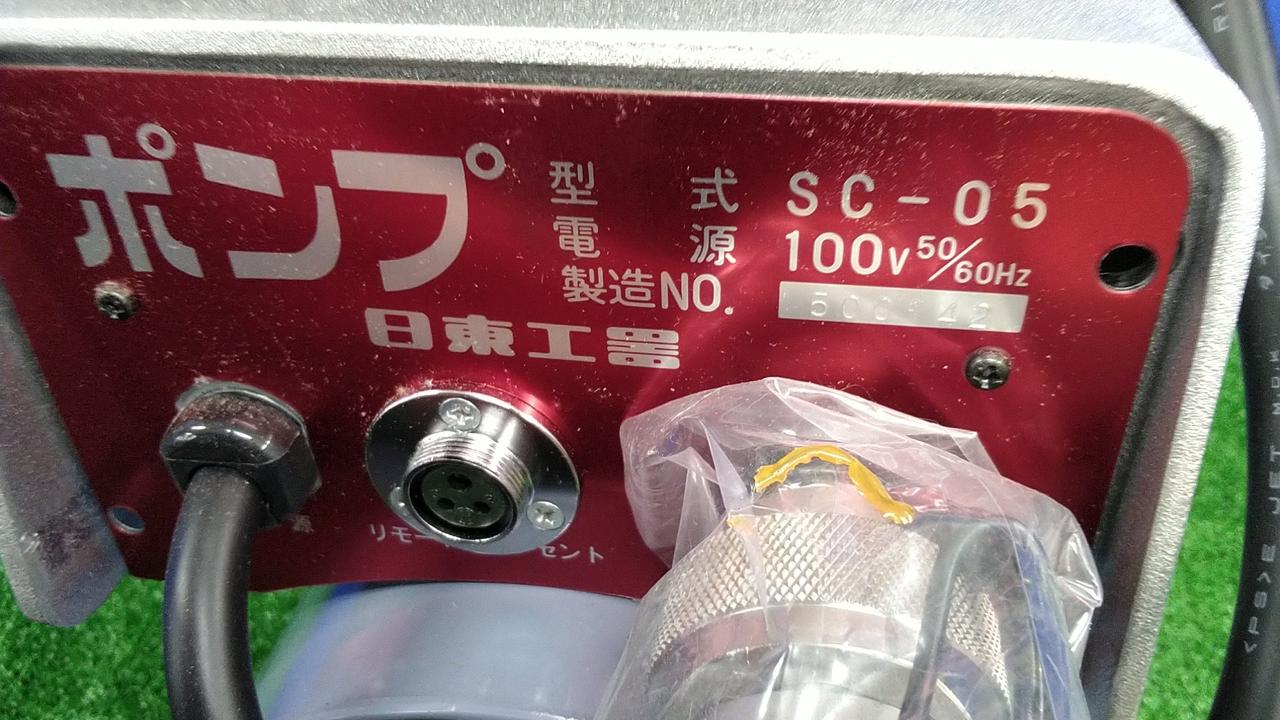 ポンプ
型式 SC-05
電源 100V 50/60Hz
製造NO.
日東工器
源